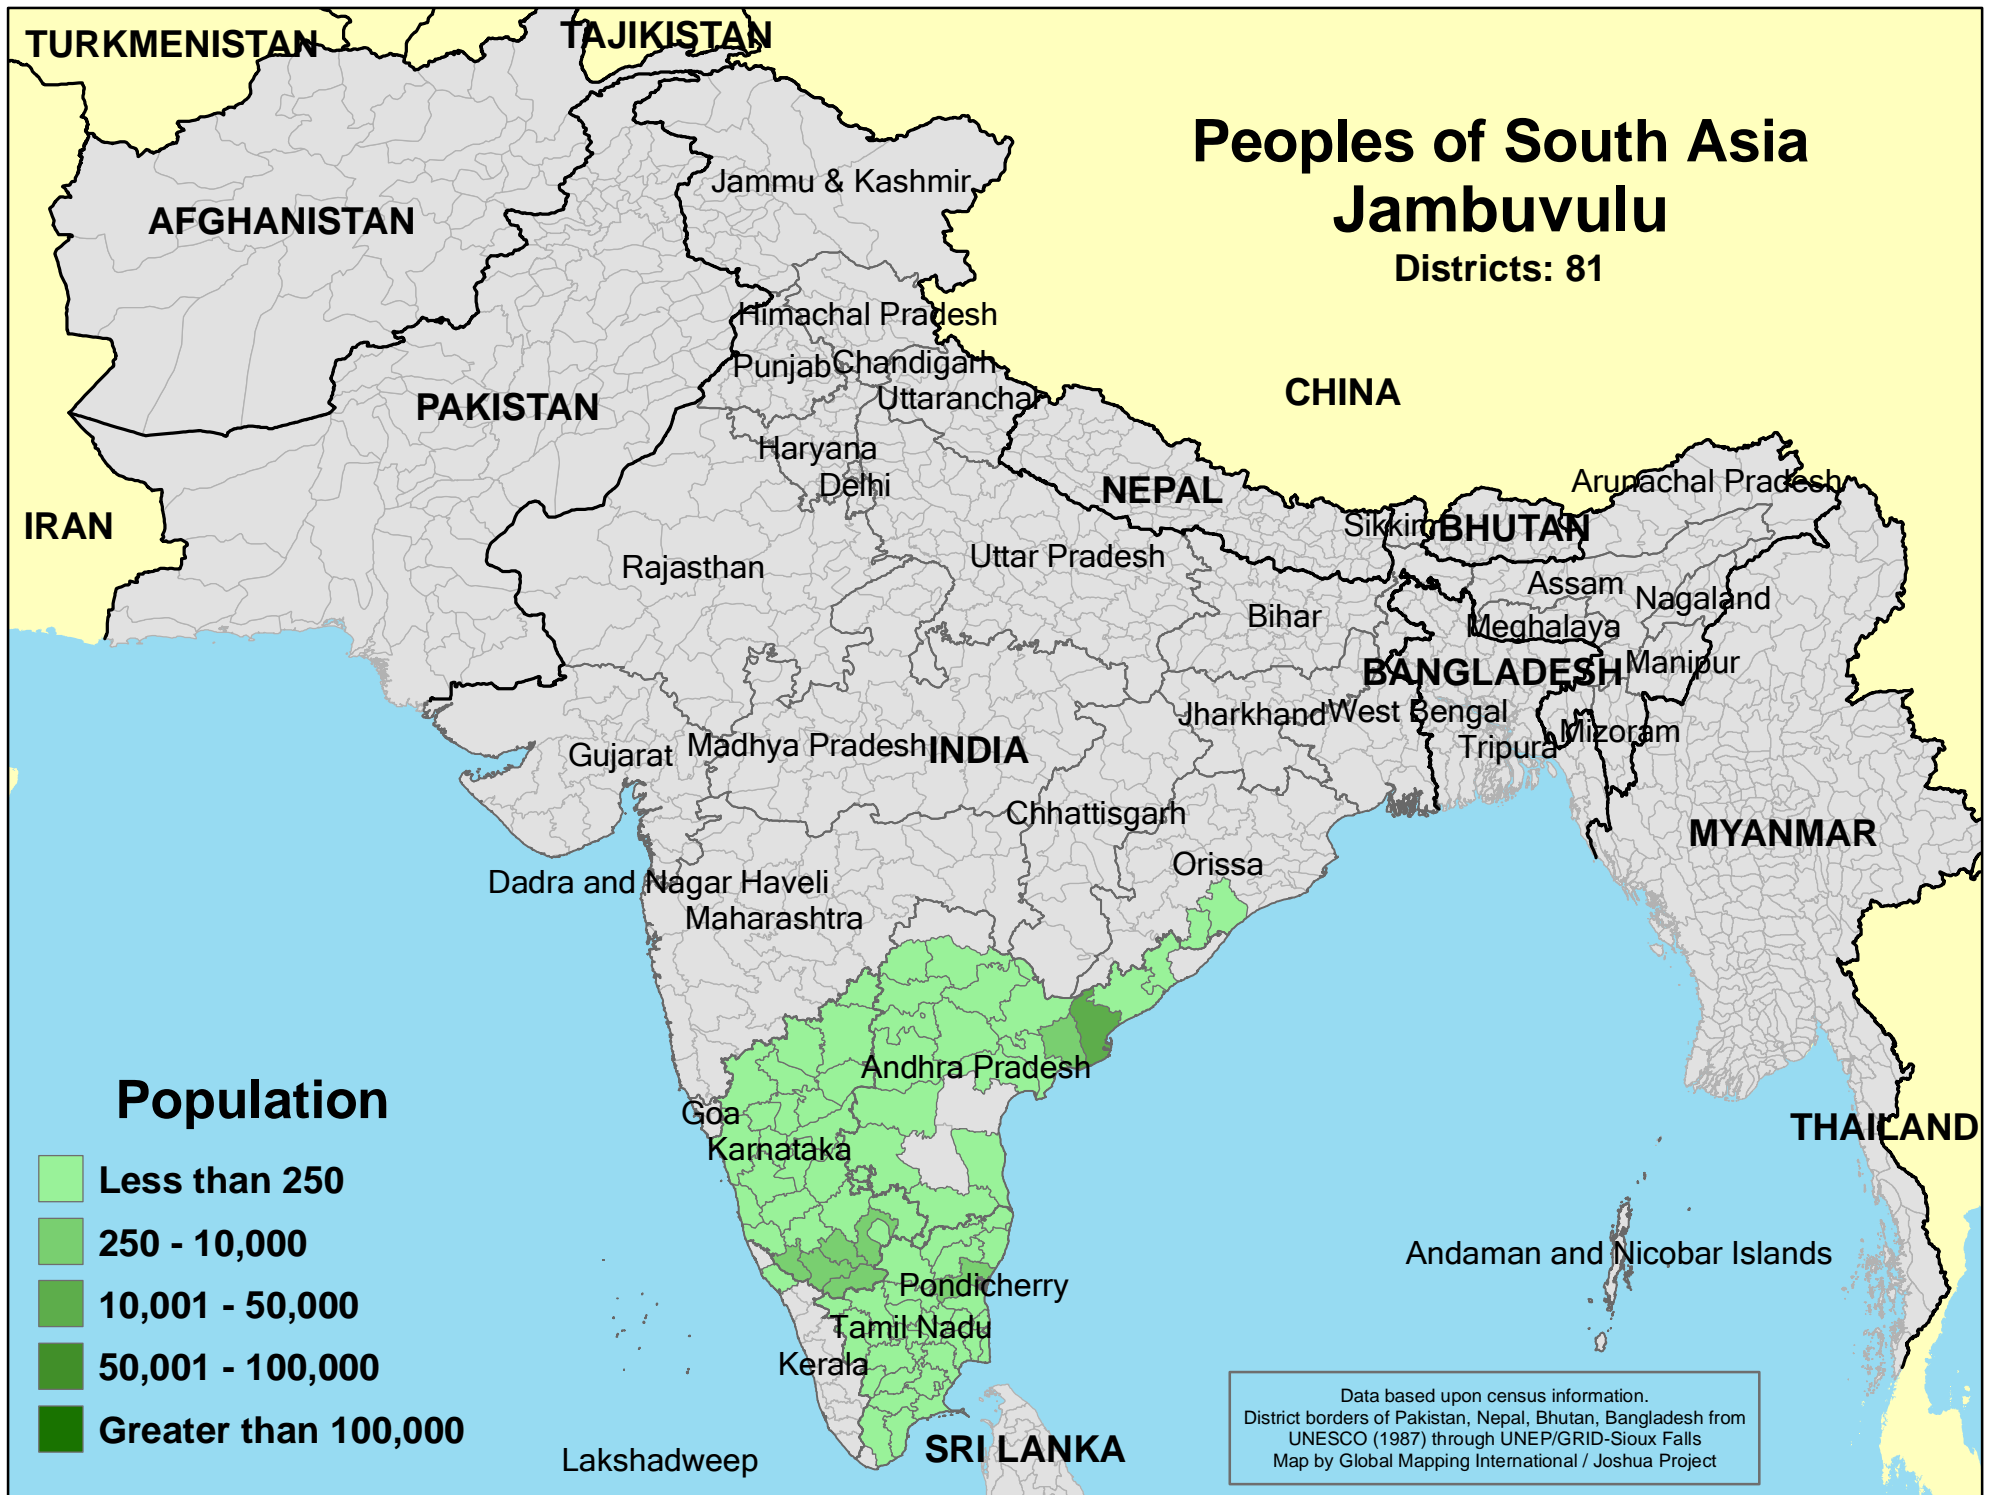 TURKMENISTAN
TAJIKISTAN
Peoples of South Asia
Jambuvulu
Districts: 81
Jammu & Kashmir
AFGHANISTAN
Himachal Pradesh
Punjab
Chandigarh
Uttaranchal
PAKISTAN
CHINA
Haryana
Delhi
NEPAL
Arunachal Pradesh
IRAN
Sikkim
BHUTAN
Rajasthan
Uttar Pradesh
Assam
Nagaland
Bihar
Meghalaya
BANGLADESH
Manipur
Jharkhand
West Bengal
Gujarat
Madhya Pradesh
INDIA
Tripura
Mizoram
Chhattisgarh
MYANMAR
Orissa
Dadra and Nagar Haveli
Maharashtra
Andhra Pradesh
Goa
Karnataka
THAILAND
Andaman and Nicobar Islands
Pondicherry
Tamil Nadu
Kerala
SRI LANKA
Lakshadweep
Population
Less than 250
250 - 10,000
10,001 - 50,000
50,001 - 100,000
Greater than 100,000
Data based upon census information.
District borders of Pakistan, Nepal, Bhutan, Bangladesh from
UNESCO (1987) through UNEP/GRID-Sioux Falls
Map by Global Mapping International / Joshua Project